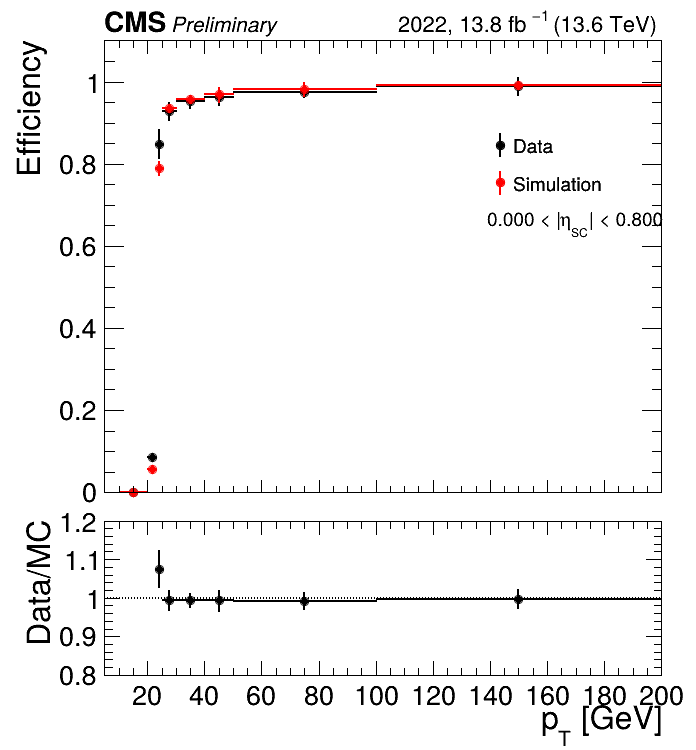 CMS Preliminary 2022, 13.8 fb⁻¹ (13.6 TeV)
Efficiency
1
0.8
0.6
0.4
0.2
0
Data
Simulation
0.000 < |η_SC| < 0.800
Data/MC
1.2
1.1
1
0.9
0.8
20 40 60 80 100 120 140 160 180 200
p_T [GeV]